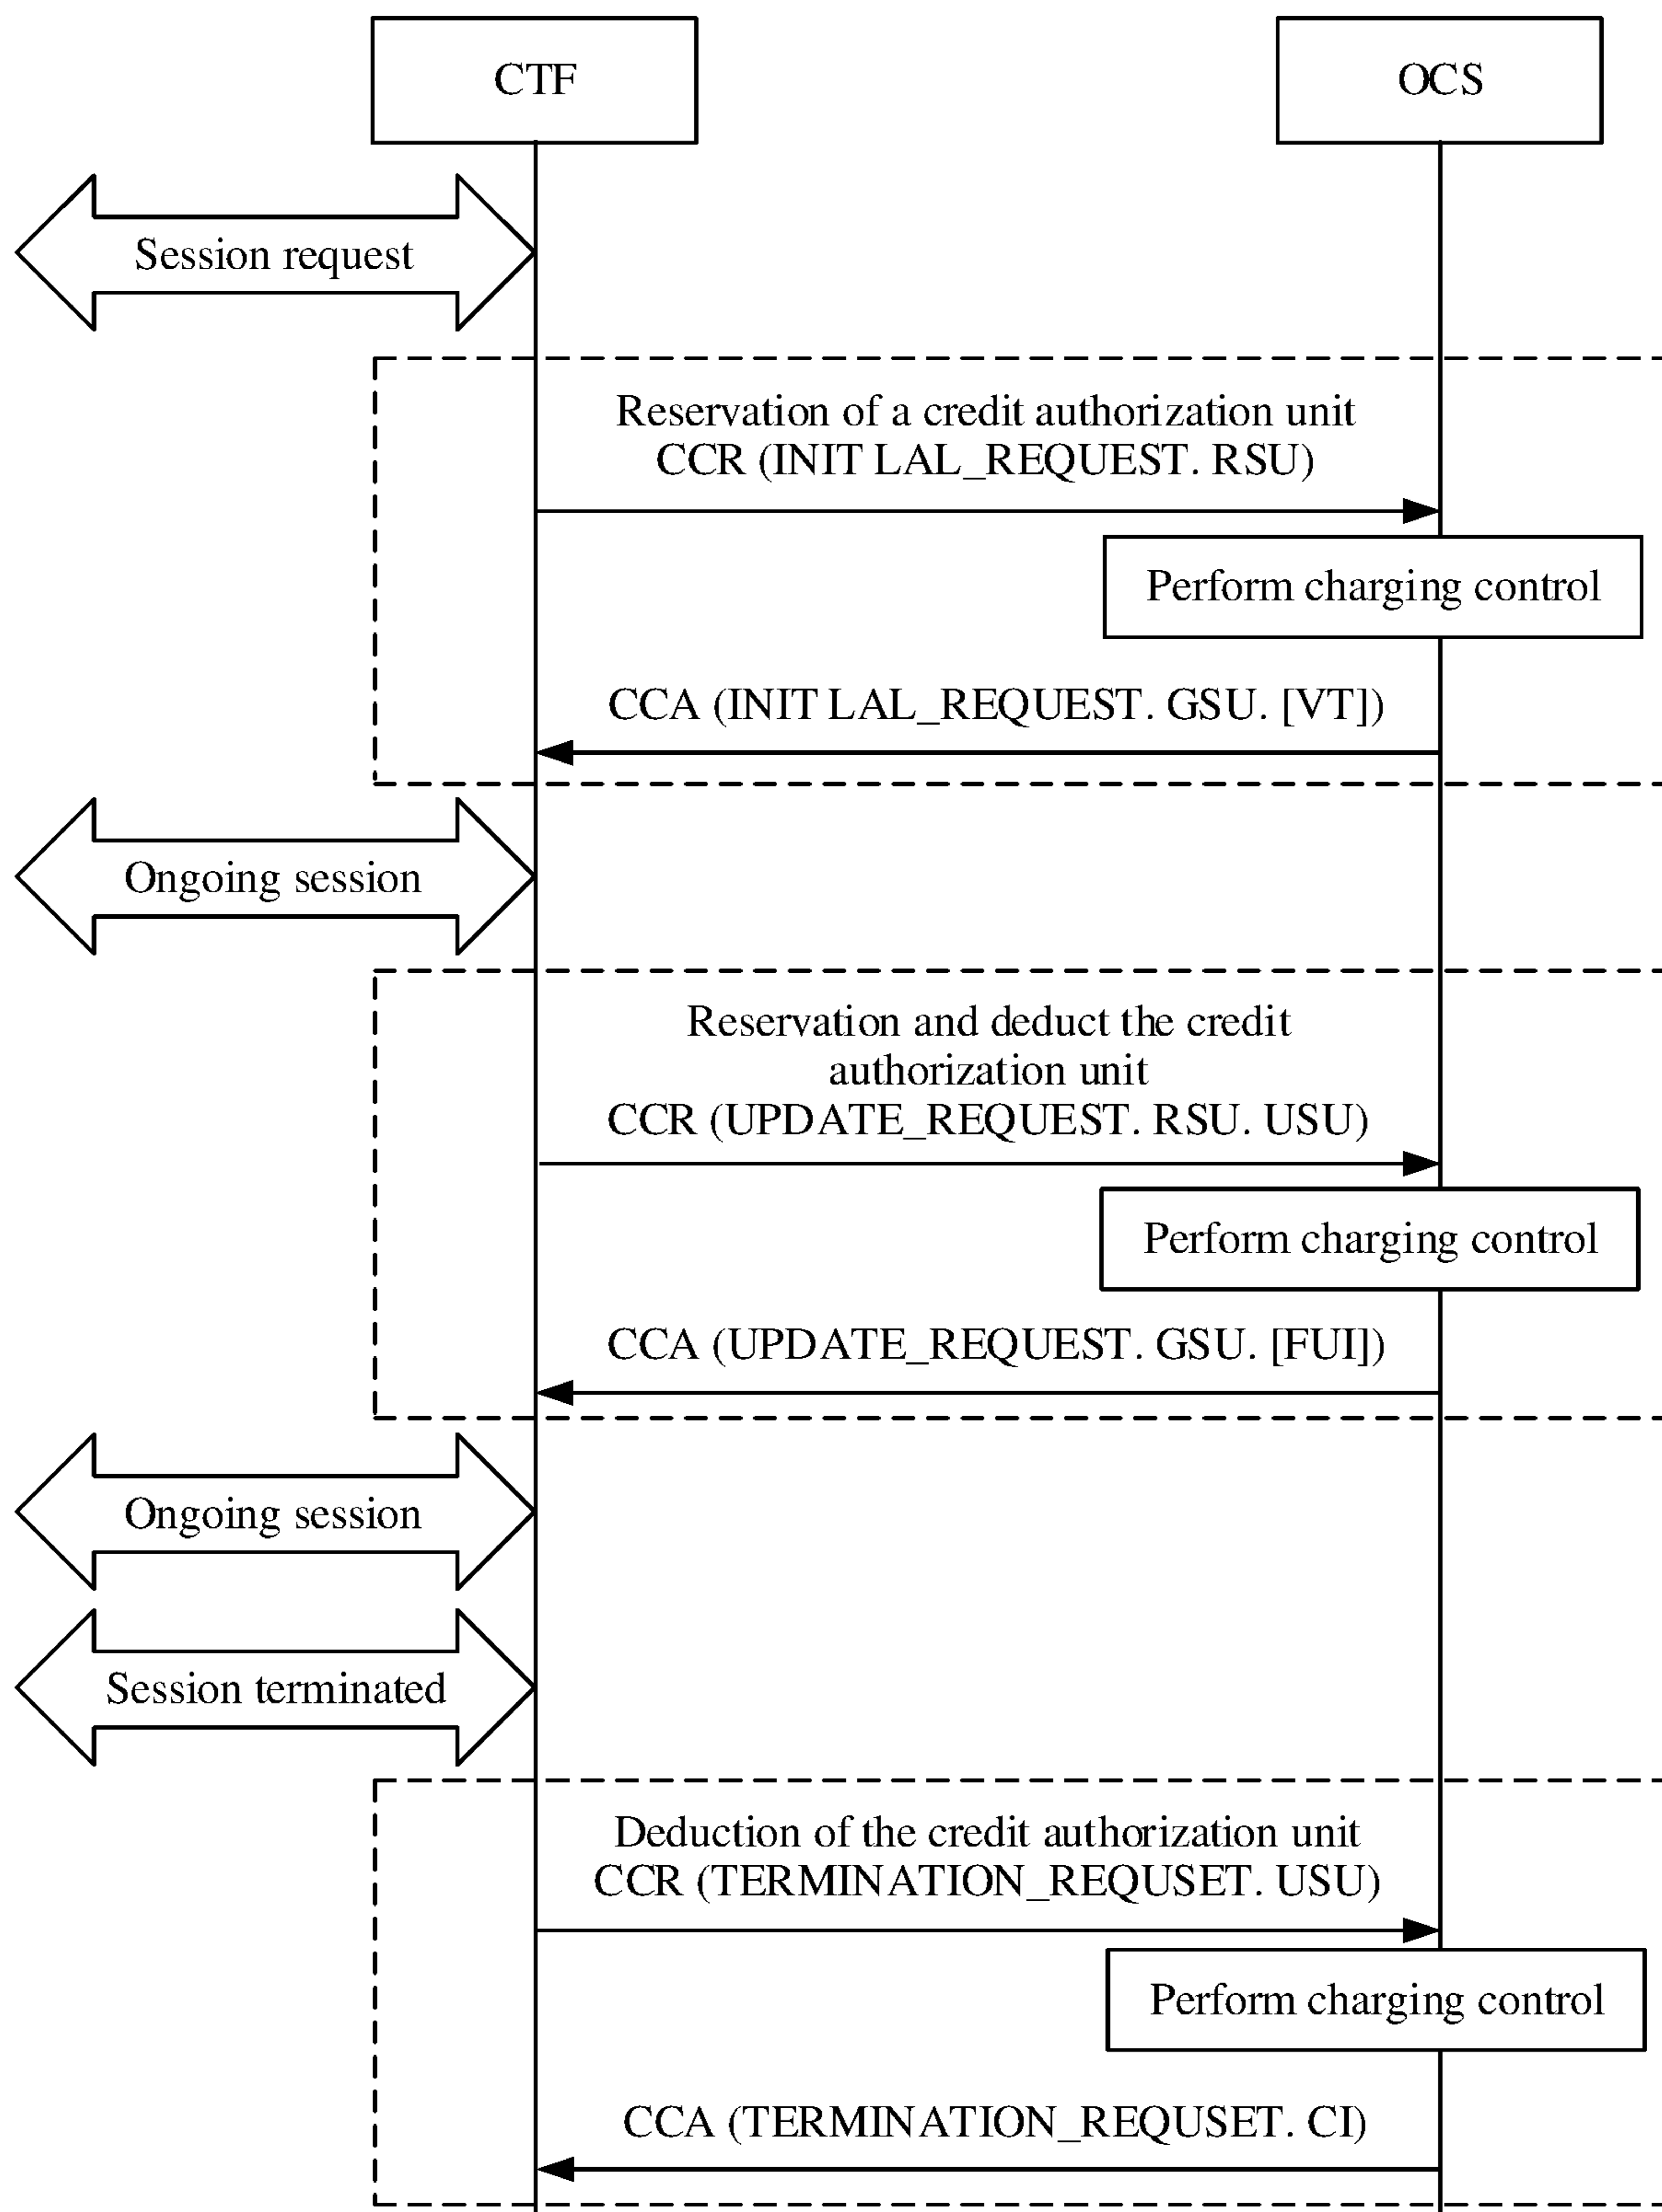 CTF
OCS
Session request
Reservation of a credit authorization unit
CCR (INIT LAL_REQUEST. RSU)
Perform charging control
CCA (INIT LAL_REQUEST. GSU. [VT])
Ongoing session
Reservation and deduct the credit
authorization unit
CCR (UPDATE_REQUEST. RSU. USU)
Perform charging control
CCA (UPDATE_REQUEST. GSU. [FUI])
Ongoing session
Session terminated
Deduction of the credit authorization unit
CCR (TERMINATION_REQUSET. USU)
Perform charging control
CCA (TERMINATION_REQUSET. CI)